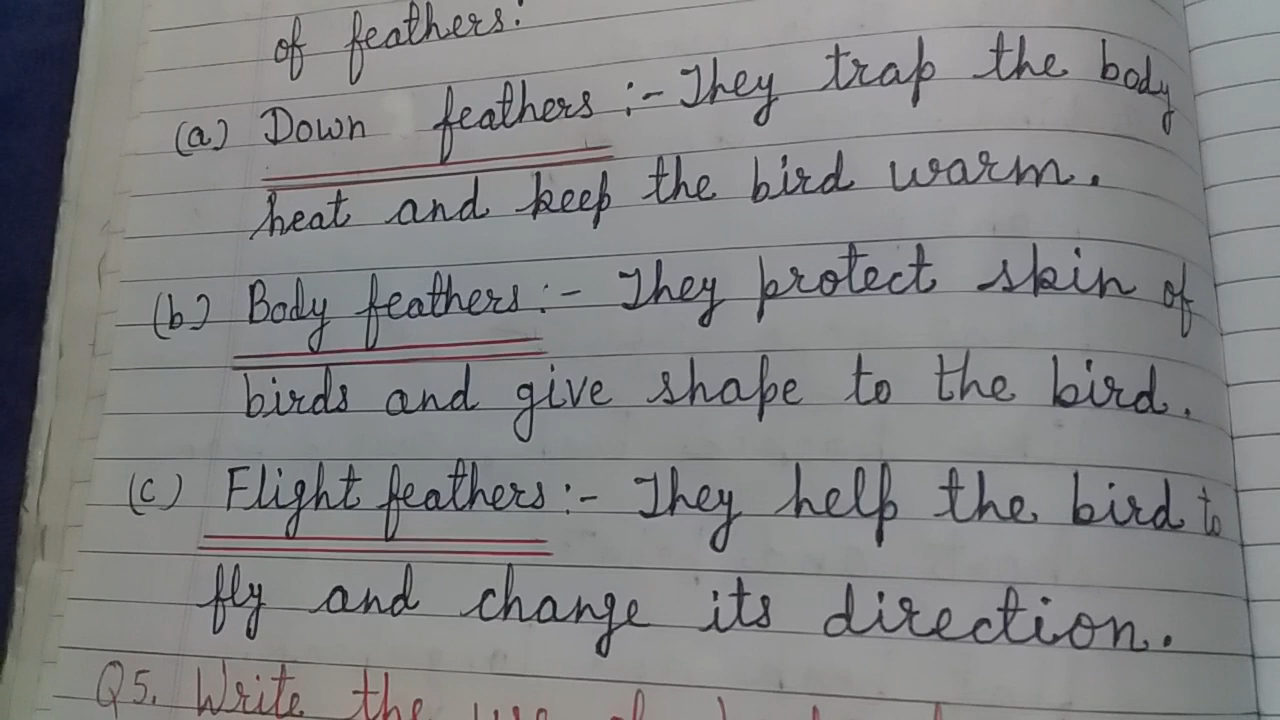 of feathers:
(a) Down feathers :- They trap the body
heat and keep the bird warm.
(b) Body feathers :- They protect skin of
birds and give shape to the bird.
(c) Flight feathers :- They help the bird to
fly and change its direction.
Q5. Write the